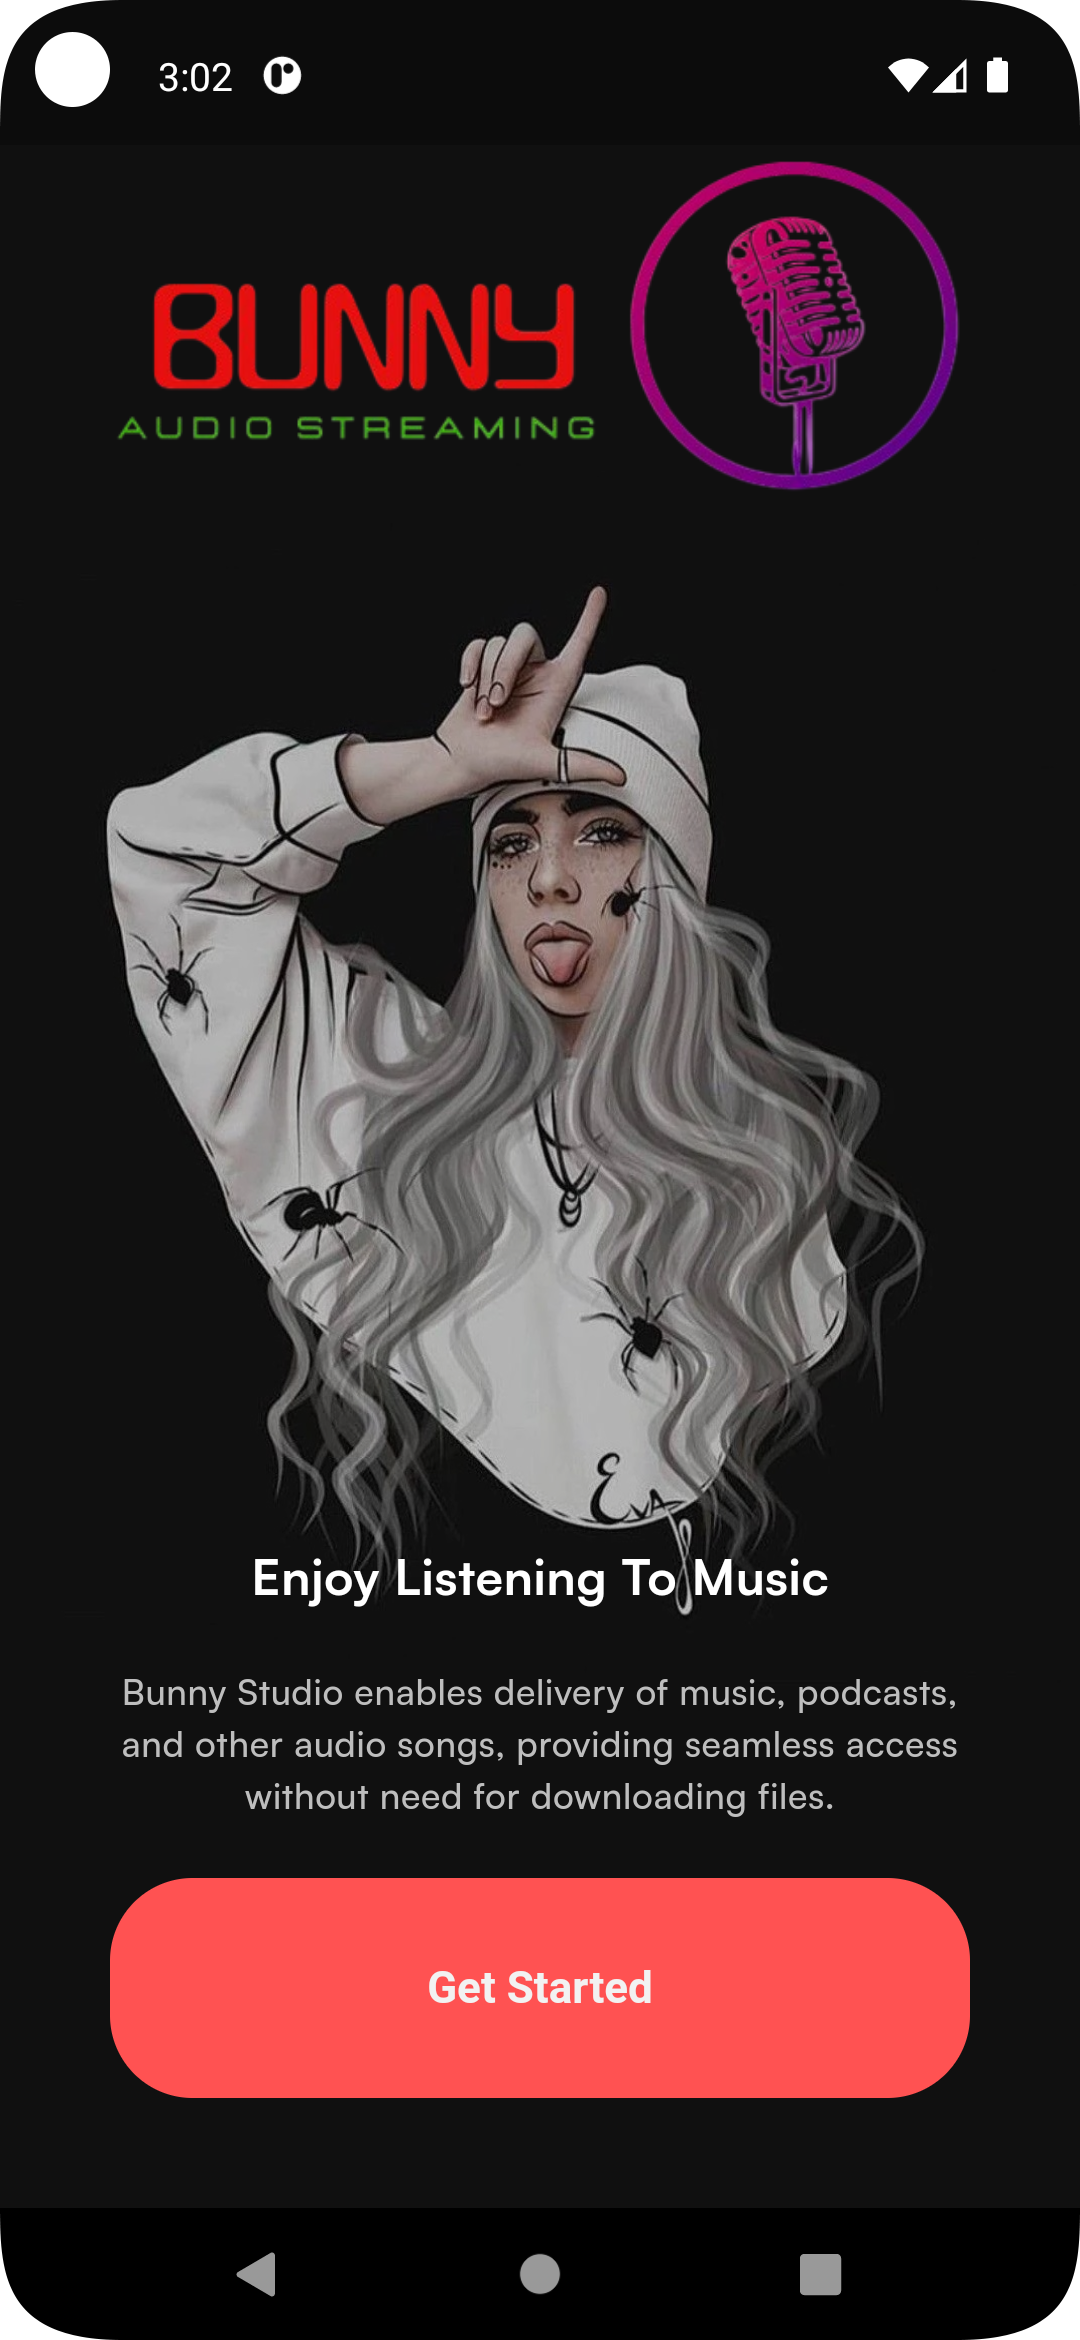 3:02
BUNNY
AUDIO STREAMING
Eva
Enjoy Listening To Music
Bunny Studio enables delivery of music, podcasts,
and other audio songs, providing seamless access
without need for downloading files.
Get Started